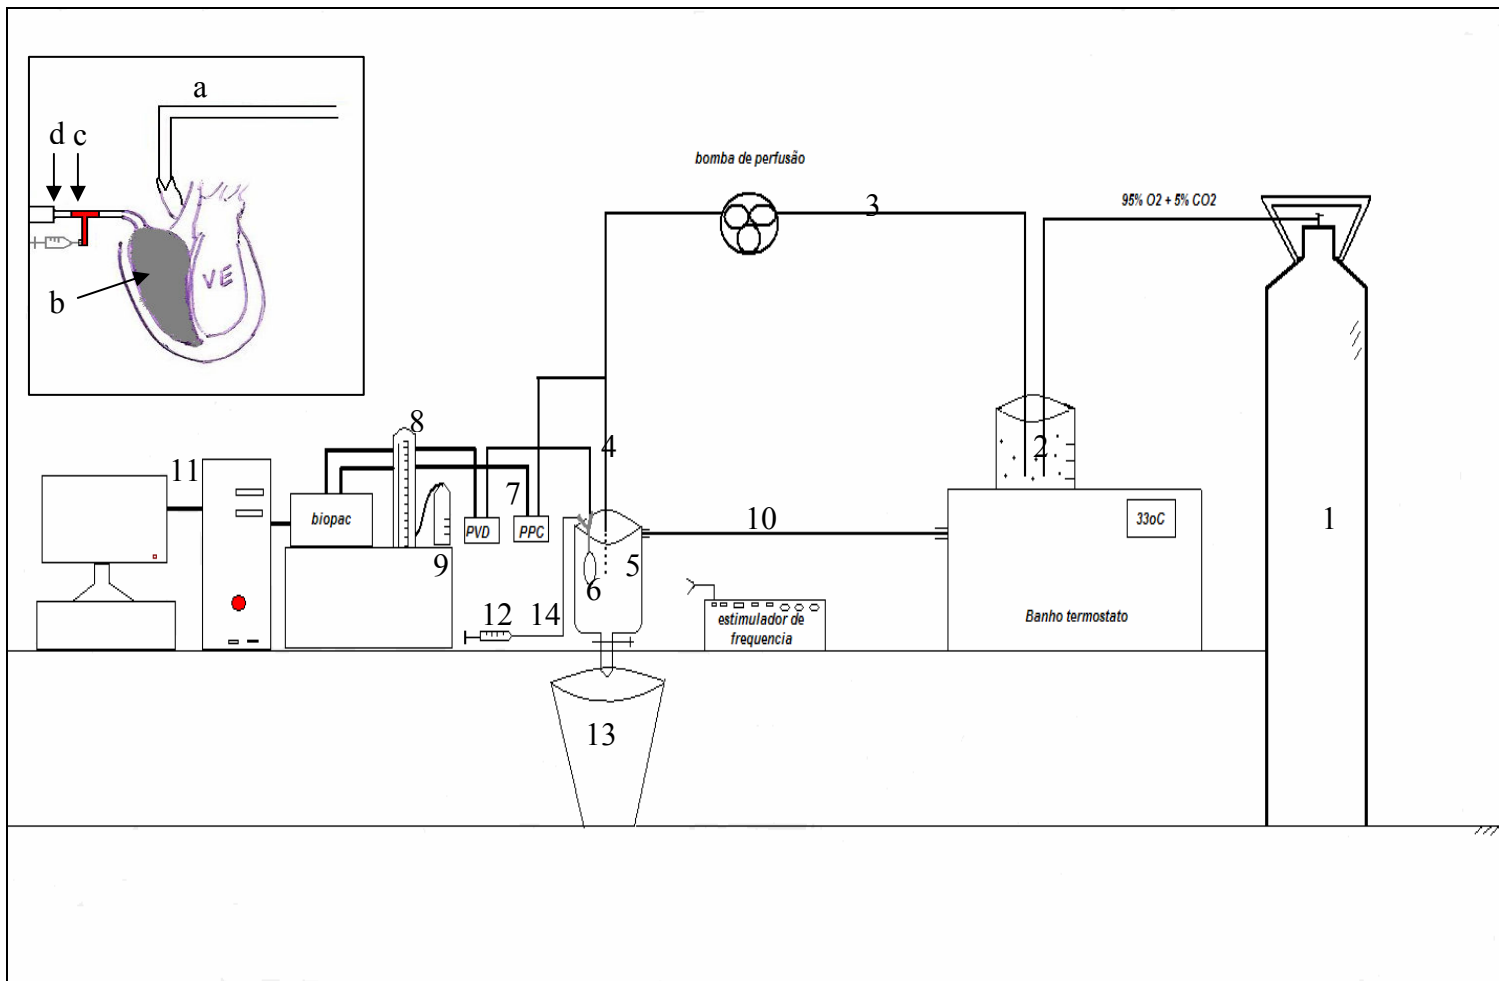 a
d c
b
VE
bomba de perfusão
3
95% O2 + 5% CO2
8
4
2
11
7
biopac
PVD
PPC
10
33oC
1
9
5
6
12 14
estimulador de
frequencia
Banho termostato
13